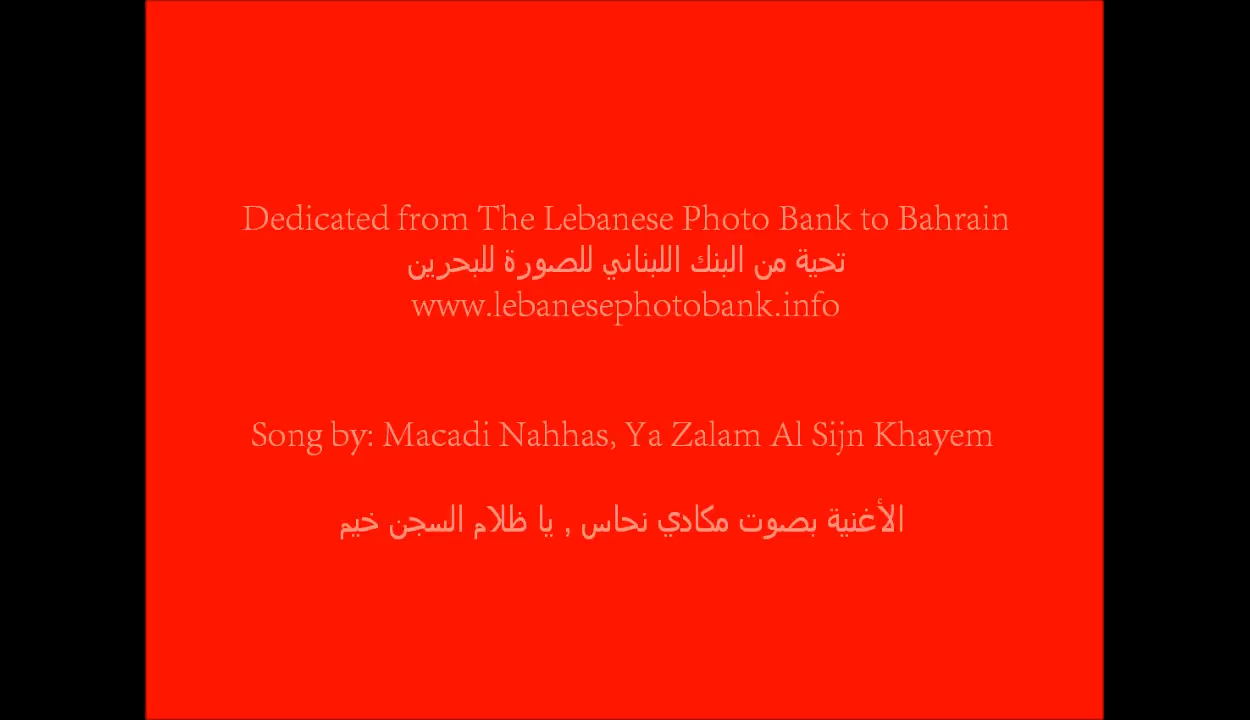 Dedicated from The Lebanese Photo Bank to Bahrain
تحية من البنك اللبناني للصورة للبحرين
www.lebanesephotobank.info
Song by: Macadi Nahhas, Ya Zalam Al Sijn Khayem
الأغنية بصوت مكادي نحاس , يا ظلام السجن خيم